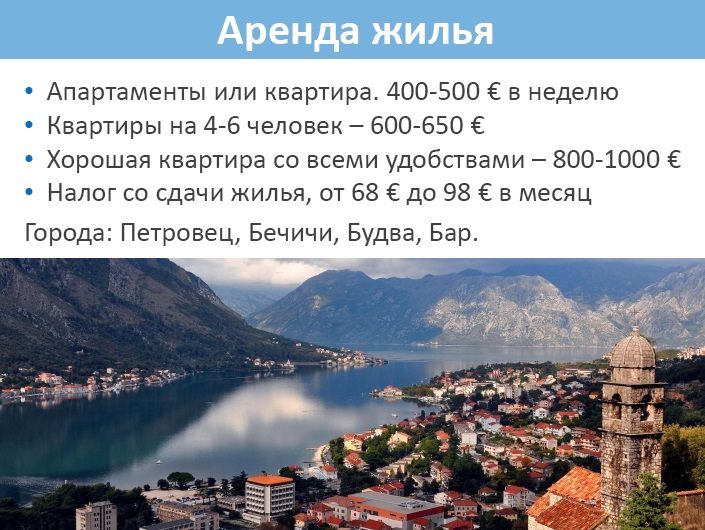 Аренда жилья
• Апартаменты или квартира. 400-500 € в неделю
• Квартиры на 4-6 человек – 600-650 €
• Хорошая квартира со всеми удобствами – 800-1000 €
• Налог со сдачи жилья, от 68 € до 98 € в месяц
Города: Петровец, Бечичи, Будва, Бар.